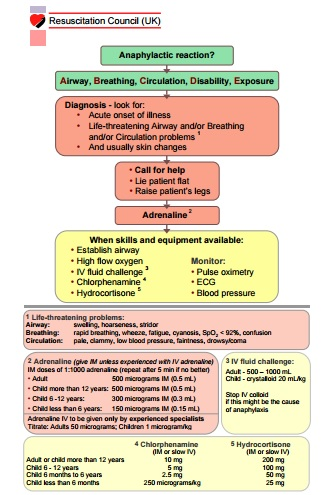 Resuscitation Council (UK)
Anaphylactic reaction?
Airway, Breathing, Circulation, Disability, Exposure
Diagnosis - look for:
• Acute onset of illness
• Life-threatening Airway and/or Breathing
and/or Circulation problems 1
• And usually skin changes
• Call for help
• Lie patient flat
• Raise patient's legs
Adrenaline 2
When skills and equipment available:
• Establish airway
• High flow oxygen
• IV fluid challenge 3
• Chlorphenamine 4
• Hydrocortisone 5
Monitor:
• Pulse oximetry
• ECG
• Blood pressure
1 Life-threatening problems:
Airway: swelling, hoarseness, stridor
Breathing: rapid breathing, wheeze, fatigue, cyanosis, SpO2 < 92%, confusion
Circulation: pale, clammy, low blood pressure, faintness, drowsy/coma
2 Adrenaline (give IM unless experienced with IV adrenaline)
IM doses of 1:1000 adrenaline (repeat after 5 min if no better)
• Adult 500 micrograms IM (0.5 mL)
• Child more than 12 years: 500 micrograms IM (0.5 mL)
• Child 6 -12 years: 300 micrograms IM (0.3 mL)
• Child less than 6 years: 150 micrograms IM (0.15 mL)
Adrenaline IV to be given only by experienced specialists
Titrate: Adults 50 micrograms; Children 1 microgram/kg
3 IV fluid challenge:
Adult - 500 – 1000 mL
Child - crystalloid 20 mL/kg
Stop IV colloid
if this might be the cause
of anaphylaxis
4 Chlorphenamine 5 Hydrocortisone
(IM or slow IV) (IM or slow IV)
Adult or child more than 12 years 10 mg 200 mg
Child 6 - 12 years 5 mg 100 mg
Child 6 months to 6 years 2.5 mg 50 mg
Child less than 6 months 250 micrograms/kg 25 mg